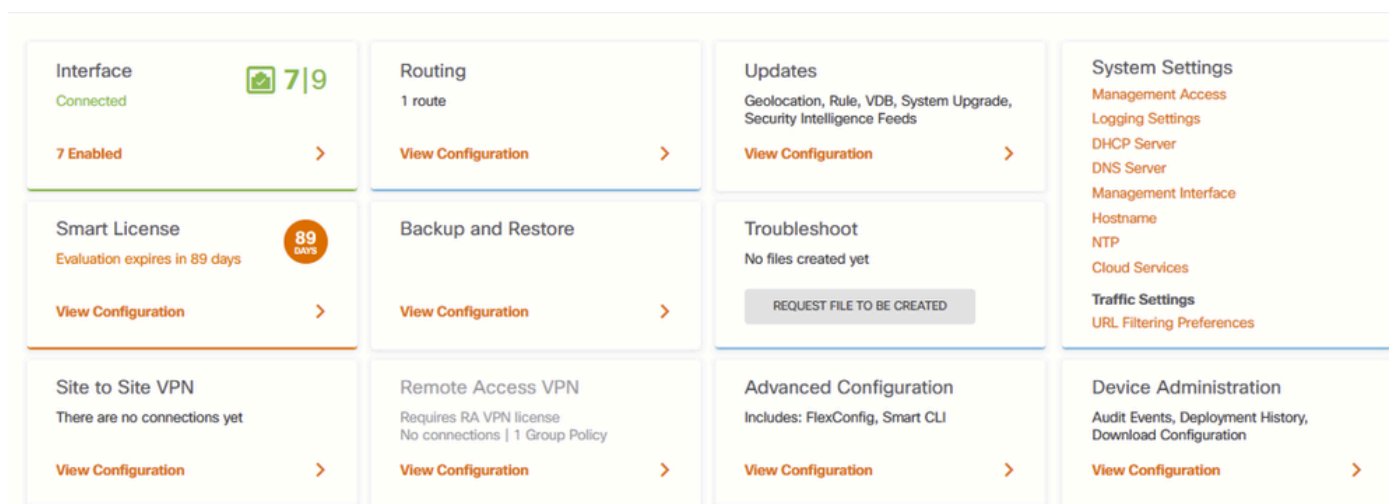 Interface
7|9
Connected
7 Enabled
Routing
1 route
View Configuration
Updates
Geolocation, Rule, VDB, System Upgrade,
Security Intelligence Feeds
View Configuration
System Settings
Management Access
Logging Settings
DHCP Server
DNS Server
Management Interface
Hostname
NTP
Cloud Services
Traffic Settings
URL Filtering Preferences
Smart License
89
DAYS
Evaluation expires in 89 days
View Configuration
Backup and Restore
View Configuration
Troubleshoot
No files created yet
REQUEST FILE TO BE CREATED
Site to Site VPN
There are no connections yet
View Configuration
Remote Access VPN
Requires RA VPN license
No connections | 1 Group Policy
View Configuration
Advanced Configuration
Includes: FlexConfig, Smart CLI
View Configuration
Device Administration
Audit Events, Deployment History,
Download Configuration
View Configuration